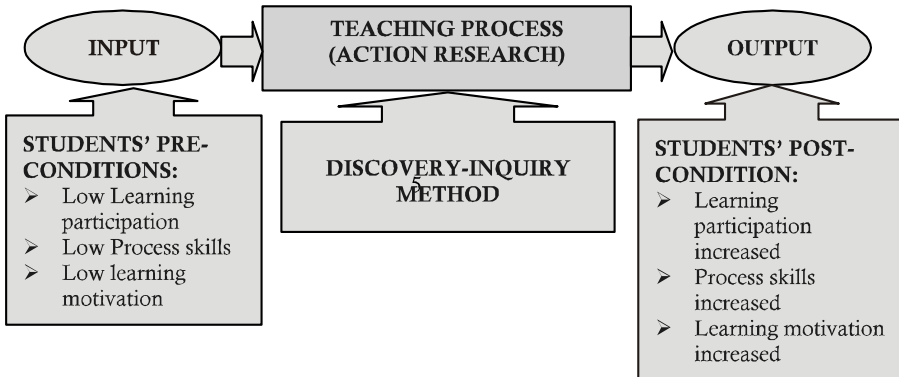 INPUT
TEACHING PROCESS
(ACTION RESEARCH)
OUTPUT
STUDENTS' PRE-
CONDITIONS:
➢ Low Learning
participation
➢ Low Process skills
➢ Low learning
motivation
DISCOVERY-INQUIRY
METHOD
5
STUDENTS' POST-
CONDITION:
➢ Learning
participation
increased
➢ Process skills
increased
➢ Learning motivation
increased